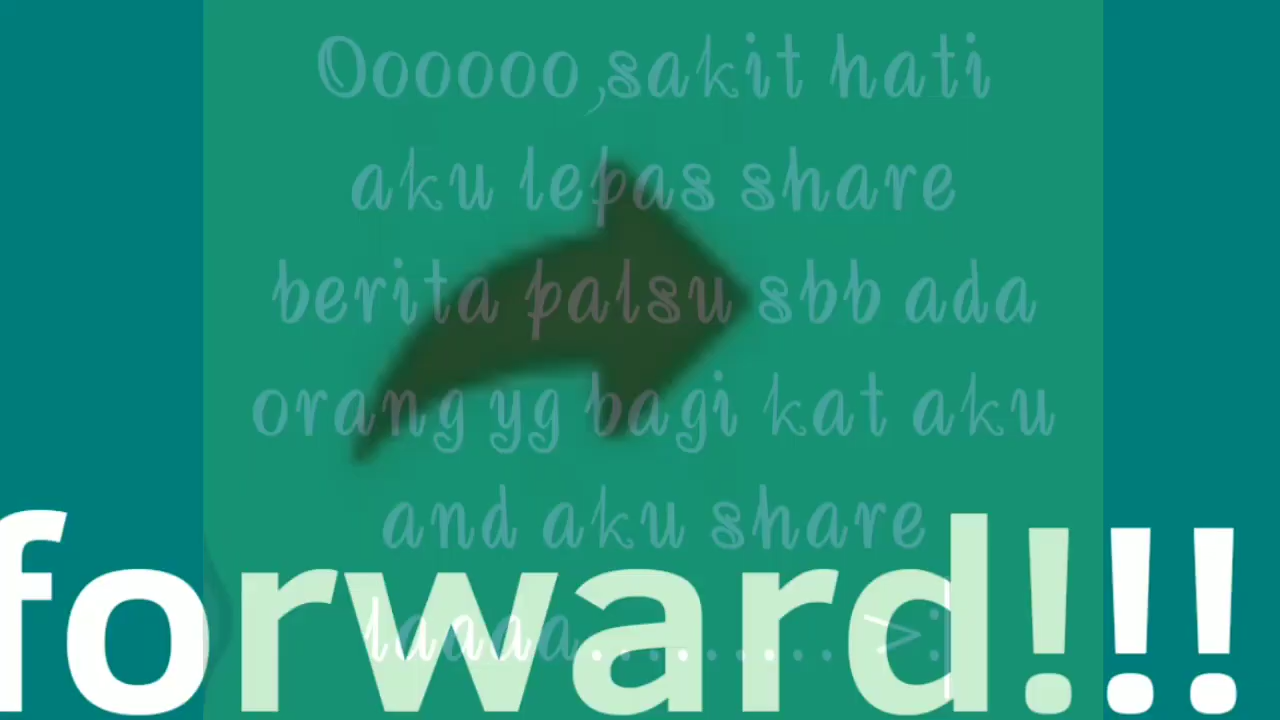 Oooooo,sakit hati
aku lepas share
berita palsu sbb ada
orang yg bagi kat aku
and aku share
laaaa......... >:
forward!!!